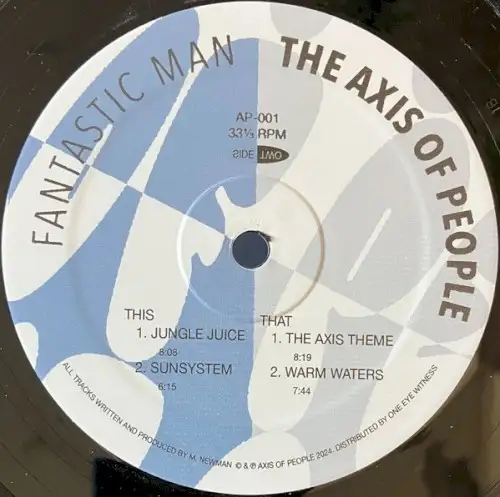 FANTASTIC MAN
THE AXIS OF PEOPLE
AP-001
33⅓ RPM
SIDE TWO
THIS
1. JUNGLE JUICE
8:08
2. SUNSYSTEM
6:15
THAT
1. THE AXIS THEME
8:19
2. WARM WATERS
7:44
ALL TRACKS WRITTEN AND PRODUCED BY M. NEWMAN © & ℗ AXIS OF PEOPLE 2024. DISTRIBUTED BY ONE EYE WITNESS